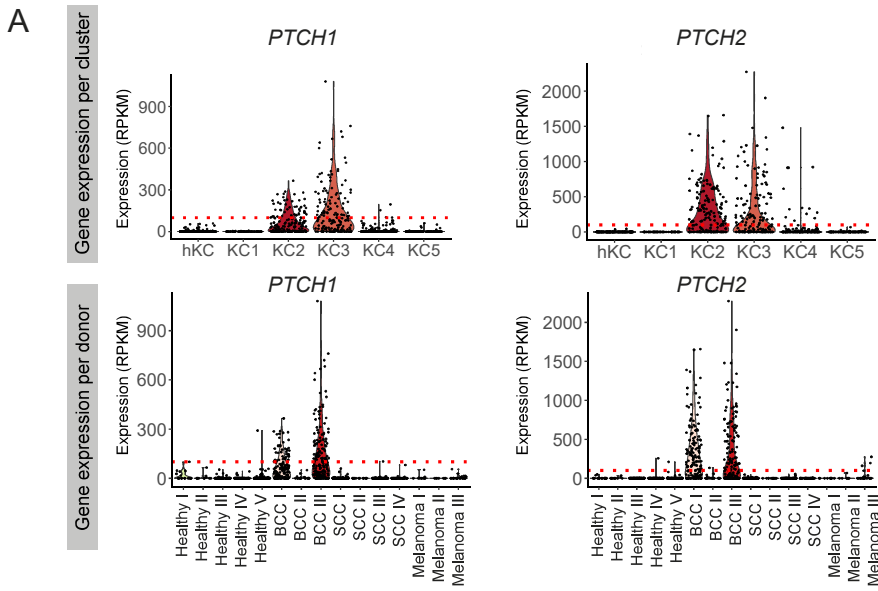 A
Gene expression per cluster
PTCH1
Expression (RPKM)
900
600
300
0
hKC KC1 KC2 KC3 KC4 KC5
PTCH2
Expression (RPKM)
2000
1500
1000
500
0
hKC KC1 KC2 KC3 KC4 KC5
Gene expression per donor
PTCH1
Expression (RPKM)
900
600
300
0
Healthy I
Healthy II
Healthy III
Healthy IV
Healthy V
BCC I
BCC II
BCC III
SCC I
SCC II
SCC III
SCC IV
Melanoma I
Melanoma II
Melanoma III
PTCH2
Expression (RPKM)
2000
1500
1000
500
0
Healthy I
Healthy II
Healthy III
Healthy IV
Healthy V
BCC I
BCC II
BCC III
SCC I
SCC II
SCC III
SCC IV
Melanoma I
Melanoma II
Melanoma III